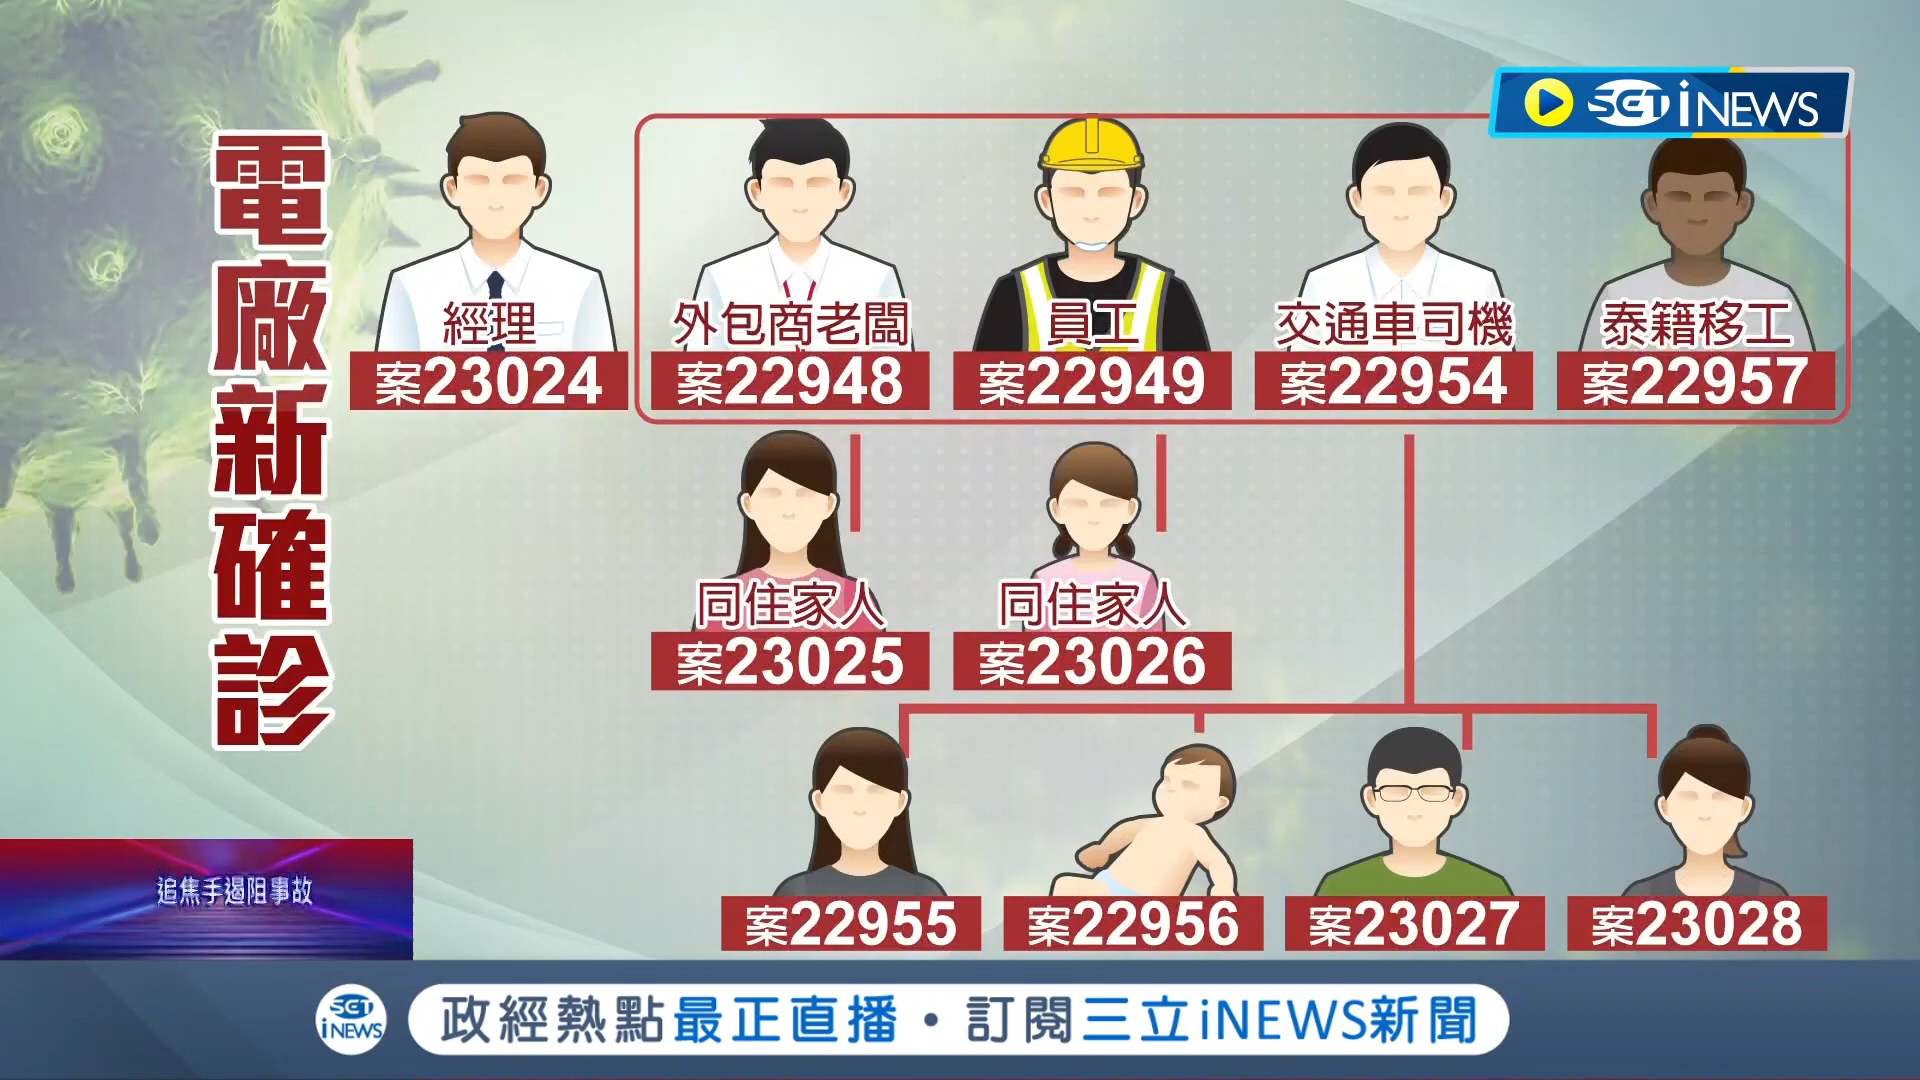 SET iNEWS
電廠新確診
經理
案23024
外包商老闆
案22948
員工
案22949
交通車司機
案22954
泰籍移工
案22957
同住家人
案23025
同住家人
案23026
案22955
案22956
案23027
案23028
追焦手遏阻事故
SET iNEWS
政經熱點最正直播・訂閱三立iNEWS新聞